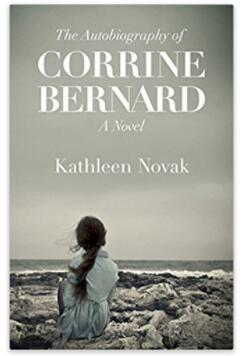 The Autobiography of
CORRINE
BERNARD
A Novel
Kathleen Novak